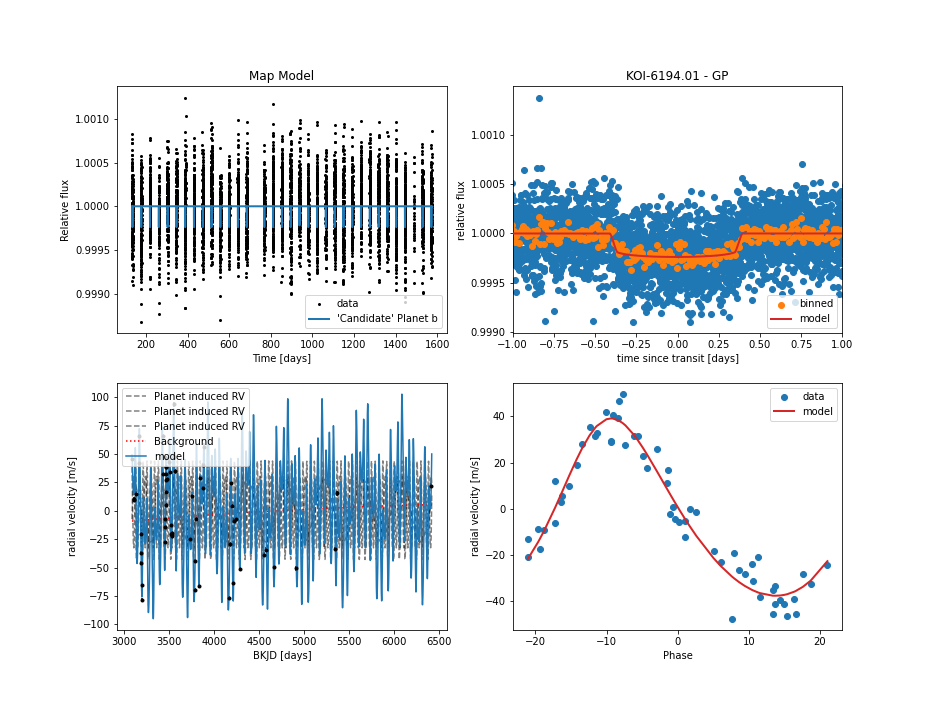 Map Model
Relative flux
1.0010
1.0005
1.0000
0.9995
0.9990
data
'Candidate' Planet b
200 400 600 800 1000 1200 1400 1600
Time [days]
KOI-6194.01 - GP
relative flux
1.0010
1.0005
1.0000
0.9995
0.9990
binned
model
−1.00 −0.75 −0.50 −0.25 0.00 0.25 0.50 0.75 1.00
time since transit [days]
radial velocity [m/s]
100
75
50
25
0
−25
−50
−75
−100
Planet induced RV
Planet induced RV
Planet induced RV
Background
model
3000 3500 4000 4500 5000 5500 6000 6500
BKJD [days]
radial velocity [m/s]
40
20
0
−20
−40
data
model
−20 −10 0 10 20
Phase